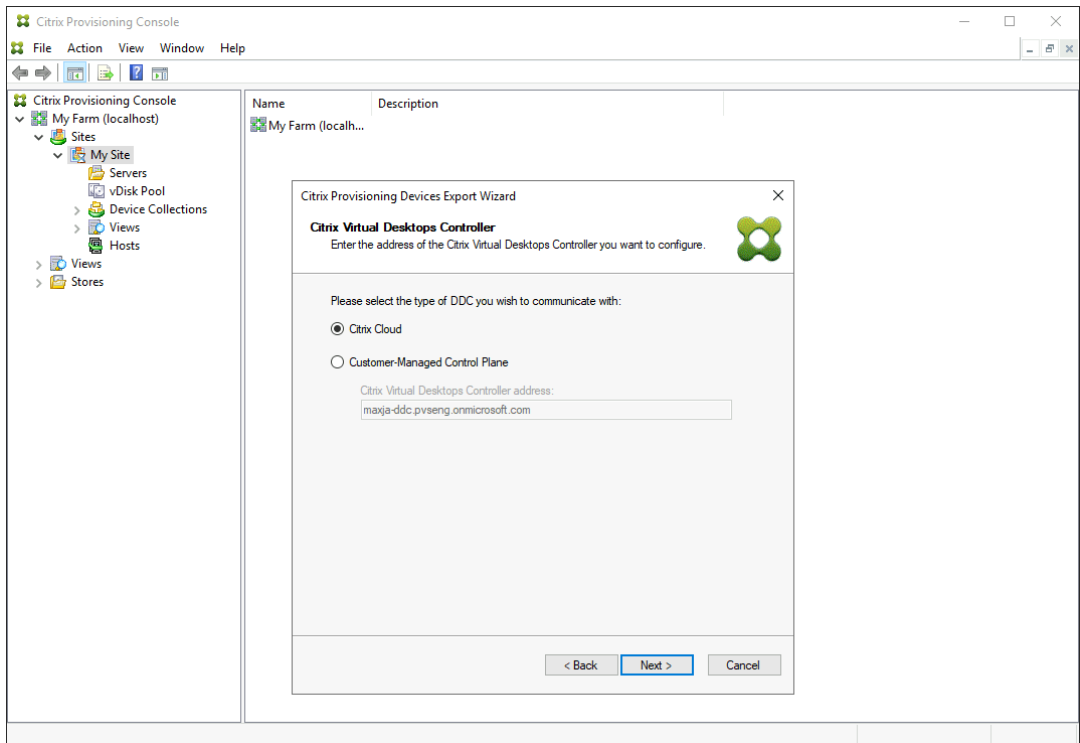 Citrix Provisioning Console
File Action View Window Help
Citrix Provisioning Console
My Farm (localhost)
Sites
My Site
Servers
vDisk Pool
Device Collections
Views
Hosts
Views
Stores
Name Description
My Farm (localh...
Citrix Provisioning Devices Export Wizard
Citrix Virtual Desktops Controller
Enter the address of the Citrix Virtual Desktops Controller you want to configure.
Please select the type of DDC you wish to communicate with:
Citrix Cloud
Customer-Managed Control Plane
Citrix Virtual Desktops Controller address:
maxja-ddc.pvseng.onmicrosoft.com
< Back Next > Cancel